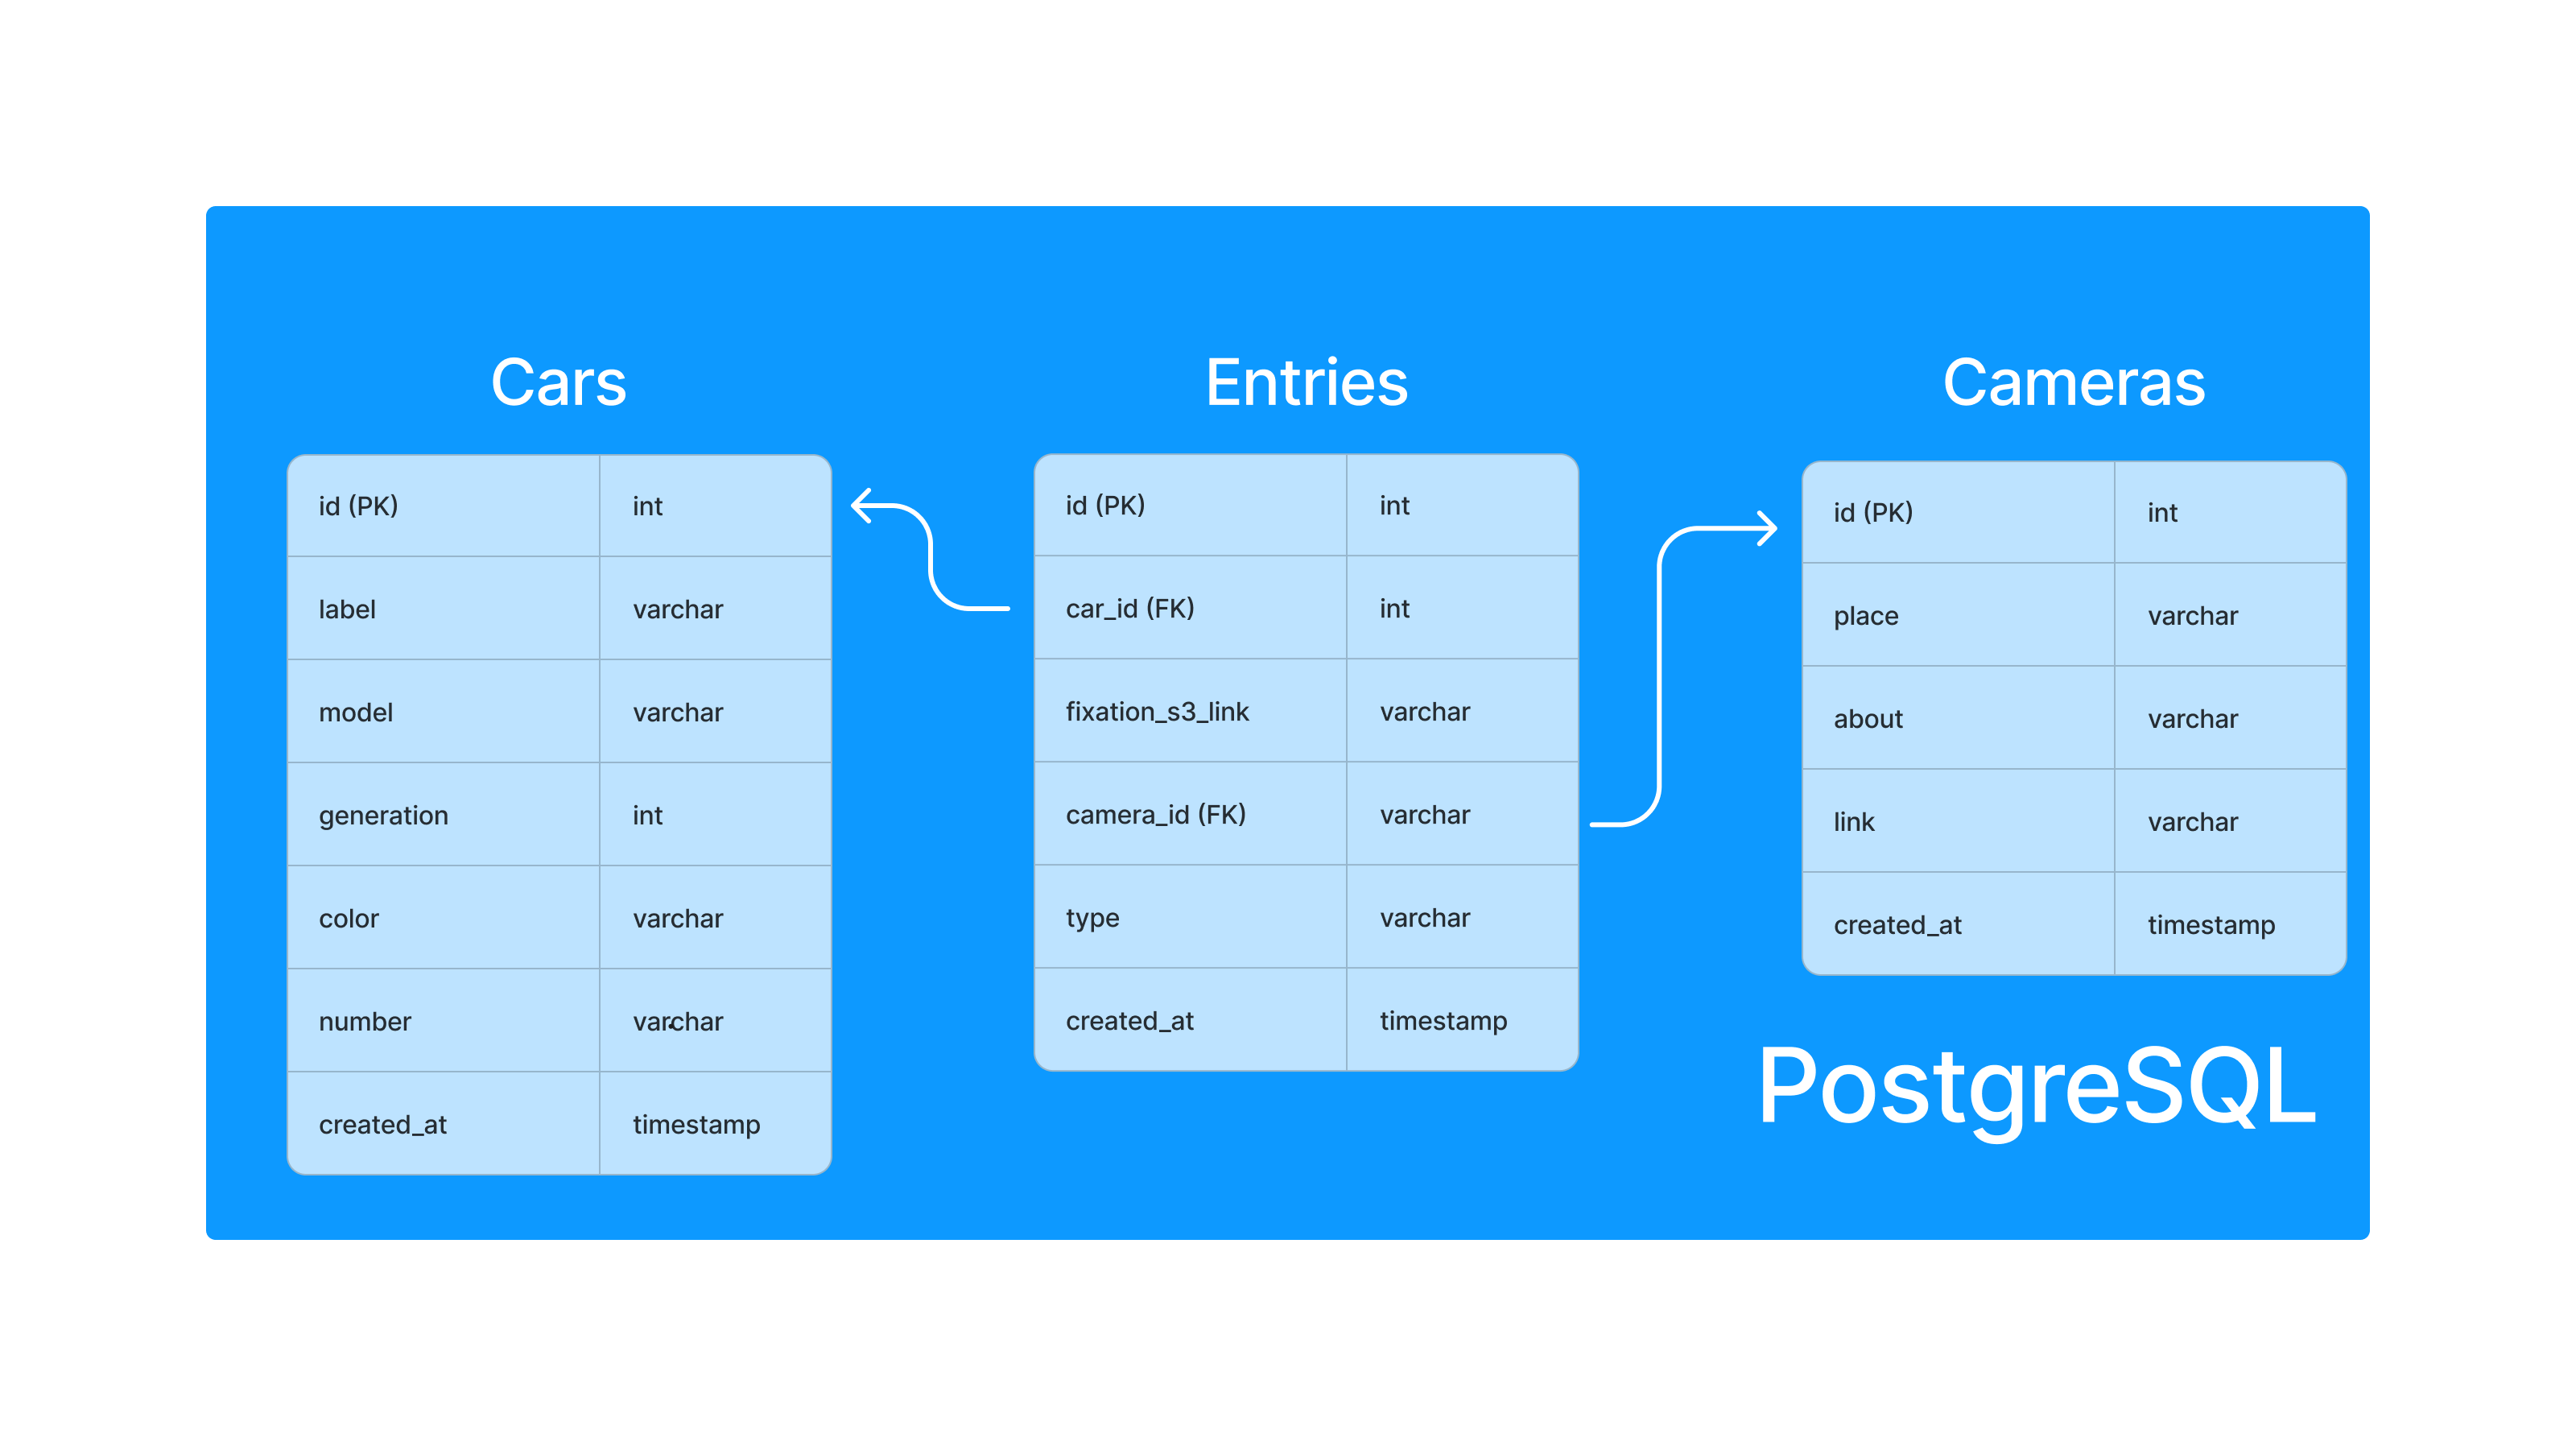 Cars
id (PK) int
label varchar
model varchar
generation int
color varchar
number varchar
created_at timestamp
Entries
id (PK) int
car_id (FK) int
fixation_s3_link varchar
camera_id (FK) varchar
type varchar
created_at timestamp
Cameras
id (PK) int
place varchar
about varchar
link varchar
created_at timestamp
PostgreSQL